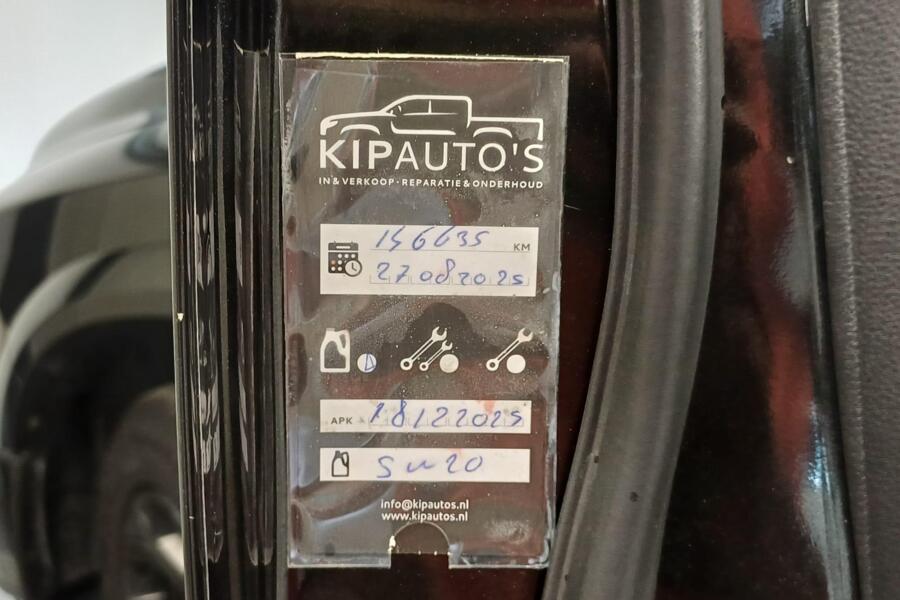 KIPAUTO'S
IN & VERKOOP · REPARATIE & ONDERHOUD
156635 KM
27082025
APK 18122025
5w20
info@kipautos.nl
www.kipautos.nl